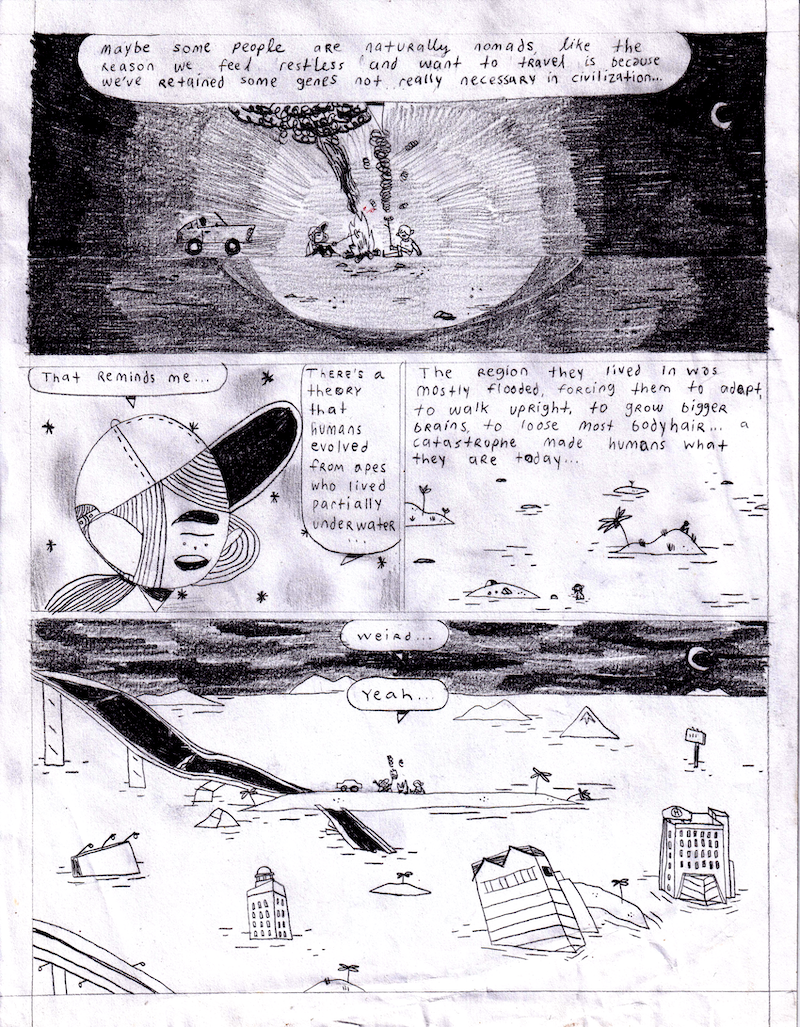 maybe some people are naturally nomads, like the
reason we feel restless and want to travel is because
we've retained some genes not really necessary in civilization...
That reminds me...
There's a
theory
that
humans
evolved
from apes
who lived
partially
underwater
...
The region they lived in was
mostly flooded, forcing them to adapt,
to walk upright, to grow bigger
brains, to loose most bodyhair... a
catastrophe made humans what
they are today...
weird...
Yeah...
H